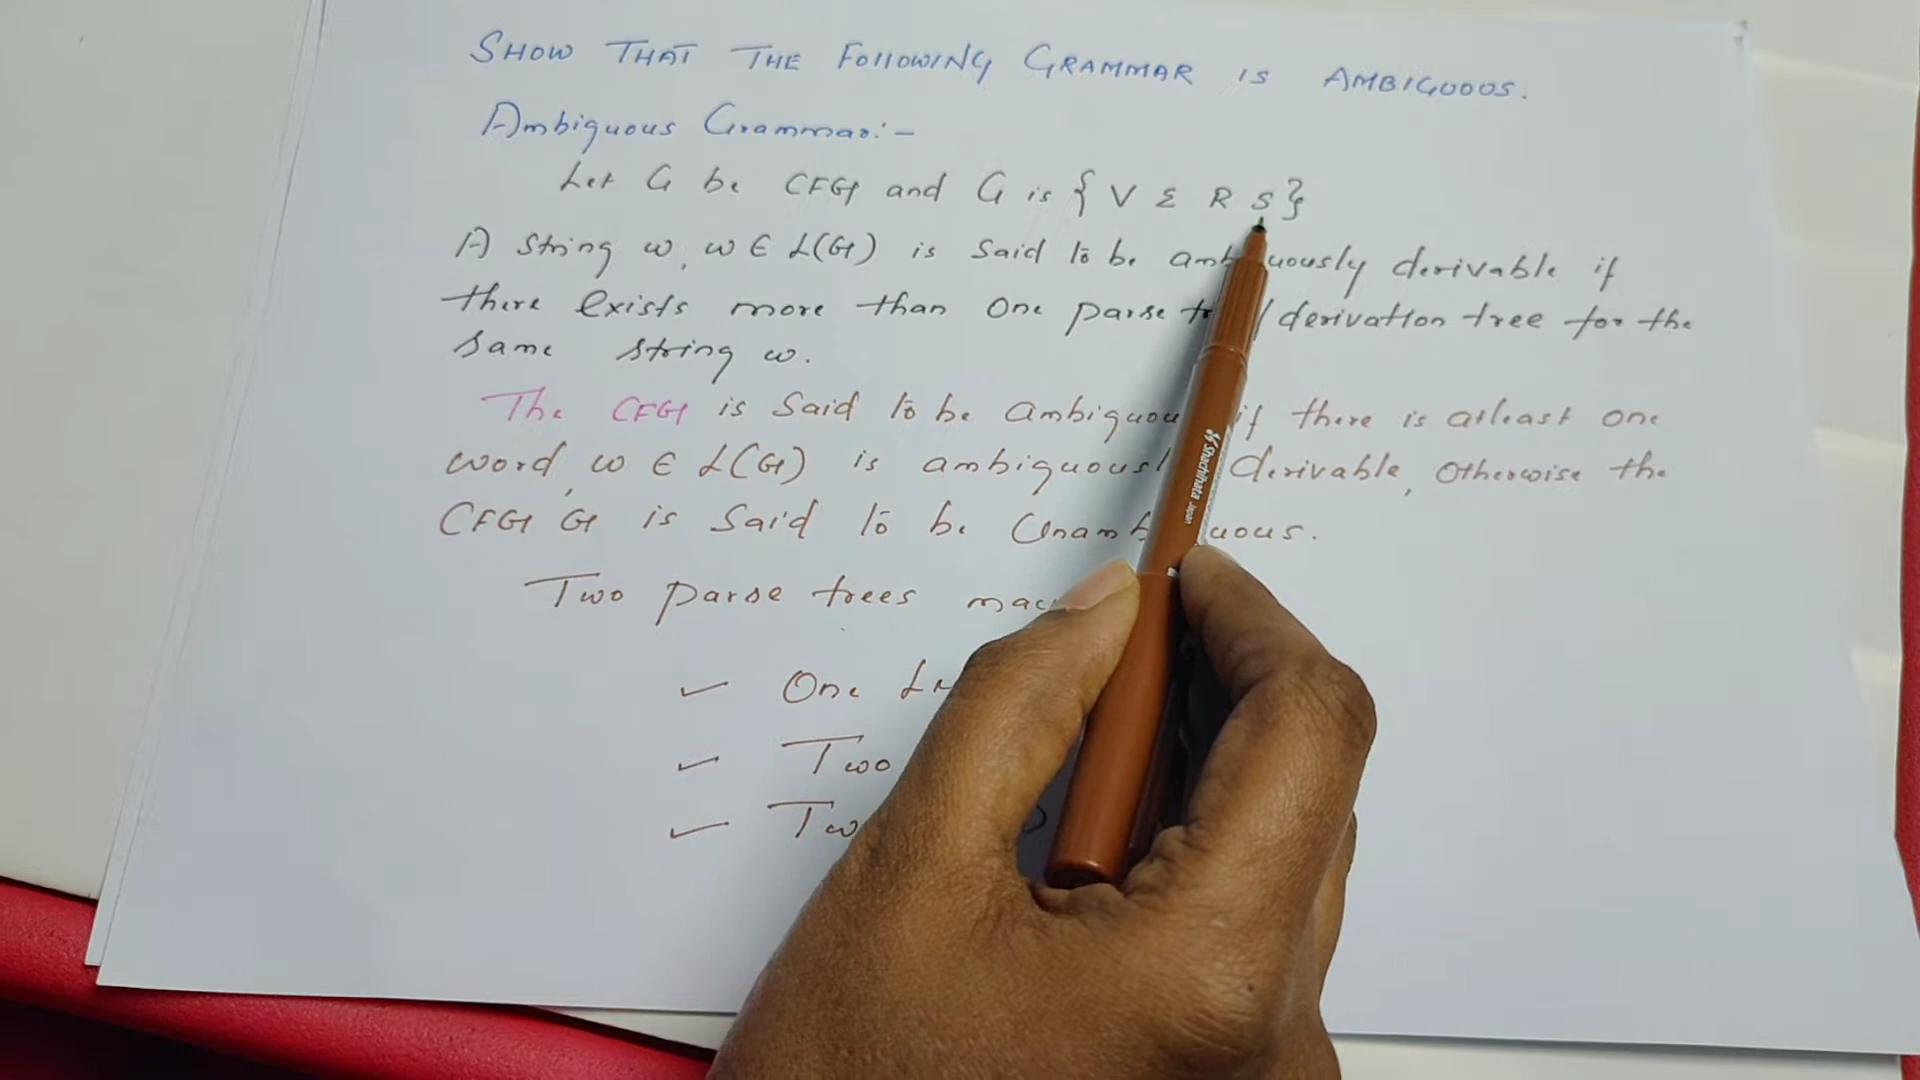 SHOW THAT THE FOllOWING GRAMMAR IS AMBIGUOUS.
Ambiguous Grammar:-
Let G be CFG and G is { V Σ R S }
A string w, w ∈ L(G) is said to be ambiguously derivable if
there exists more than one parse / derivation tree for the
same string w.
The CFG is said to be ambiguous if there is atleast one
word, w ∈ L(G) is ambiguously derivable, otherwise the
CFG G is said to be Unambiguous.
Two parse trees
✓ One
✓ Two
✓ Two
Shachihata Japan